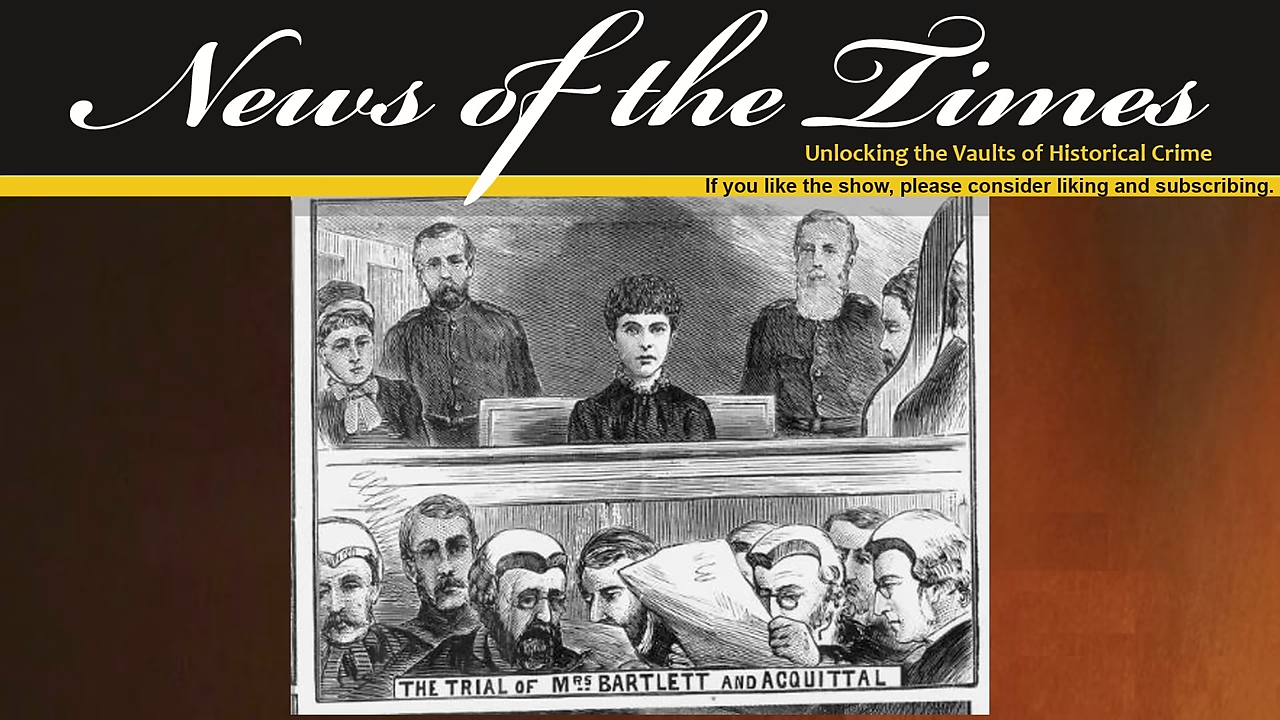 News of the Times
Unlocking the Vaults of Historical Crime
If you like the show, please consider liking and subscribing.
THE TRIAL OF MRS BARTLETT AND ACQUITTAL